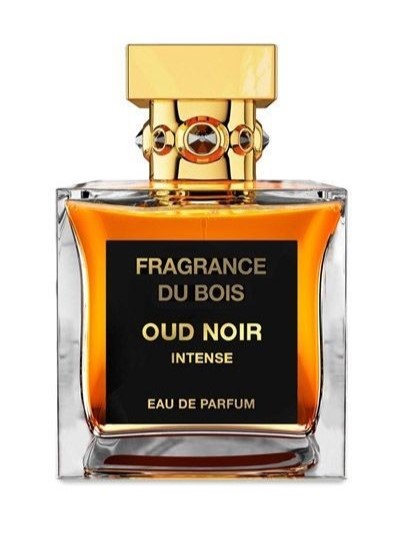 FRAGRANCE
DU BOIS
OUD NOIR
INTENSE
EAU DE PARFUM